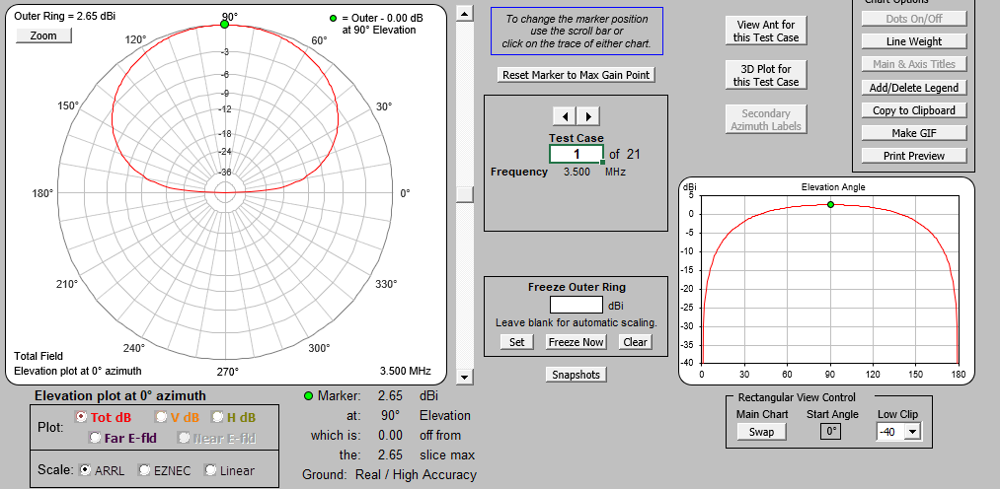 Outer Ring = 2.65 dBi
Zoom
= Outer - 0.00 dB
at 90° Elevation
90°
120°
60°
150°
30°
180°
0°
210°
330°
240°
300°
270°
-3
-6
-9
-12
-18
-24
-36
Total Field
Elevation plot at 0° azimuth
3.500 MHz
To change the marker position
use the scroll bar or
click on the trace of either chart.
Reset Marker to Max Gain Point
Test Case
1 of 21
Frequency 3.500 MHz
Freeze Outer Ring
dBi
Leave blank for automatic scaling.
Set Freeze Now Clear
Snapshots
View Ant for
this Test Case
3D Plot for
this Test Case
Secondary
Azimuth Labels
Chart Options
Dots On/Off
Line Weight
Main & Axis Titles
Add/Delete Legend
Copy to Clipboard
Make GIF
Print Preview
dBi Elevation Angle
5
0
-5
-10
-15
-20
-25
-30
-35
-40
0 30 60 90 120 150 180
Rectangular View Control
Main Chart Start Angle Low Clip
Swap 0° -40
Elevation plot at 0° azimuth
Plot: Tot dB V dB H dB
Far E-fld Near E-fld
Scale: ARRL EZNEC Linear
Marker: 2.65 dBi
at: 90° Elevation
which is: 0.00 off from
the: 2.65 slice max
Ground: Real / High Accuracy